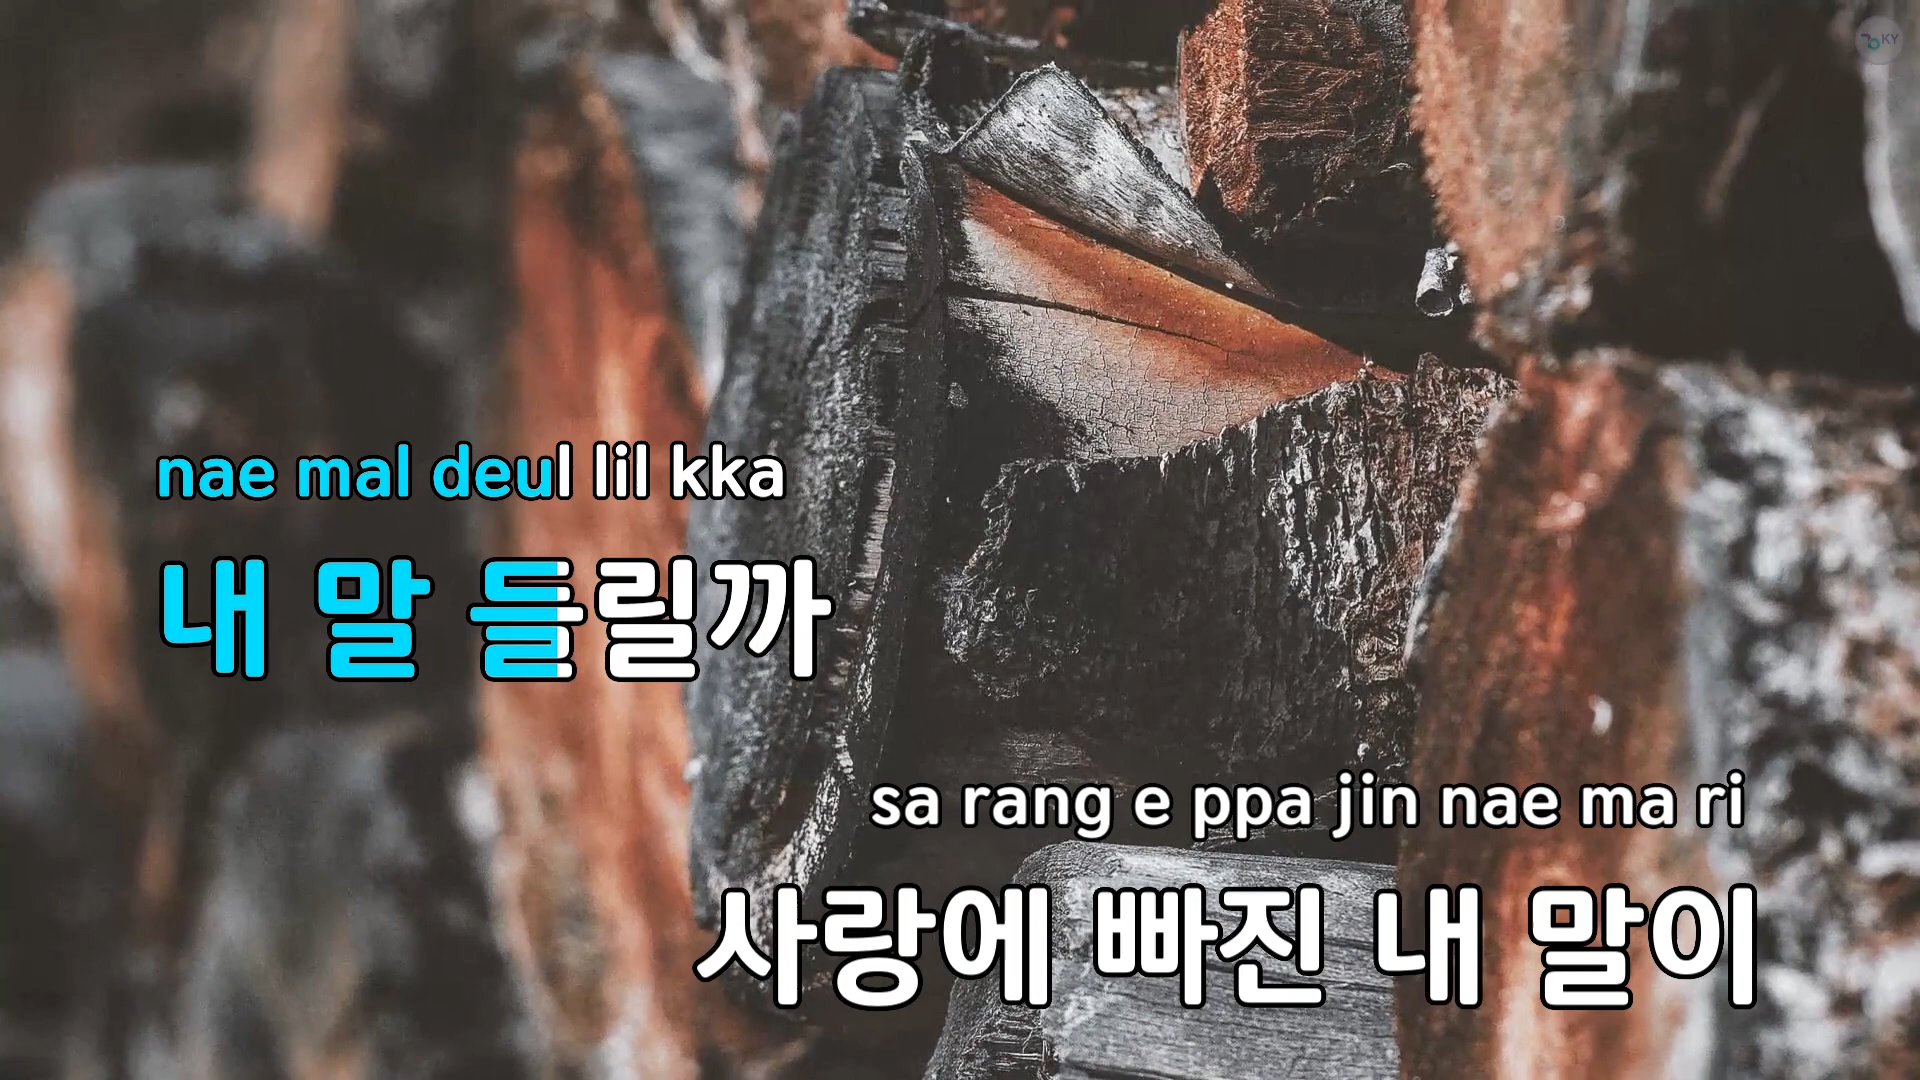 KY
nae mal deul lil kka
내 말 들릴까
sa rang e ppa jin nae ma ri
사랑에 빠진 내 말이